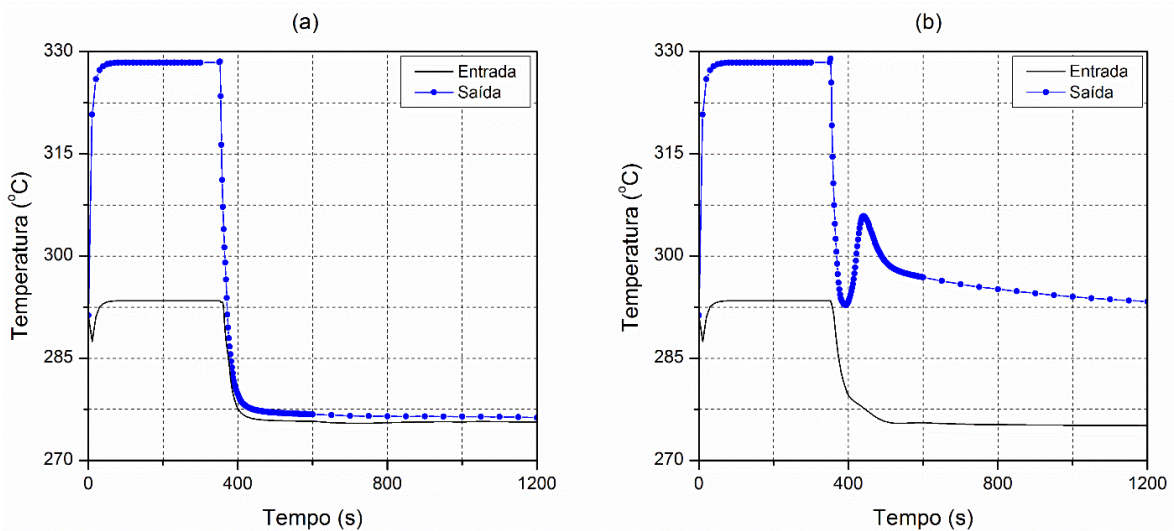 (a)
330
315
300
285
270
Temperatura (°C)
0
400
800
1200
Tempo (s)
Entrada
Saída
(b)
330
315
300
285
270
Temperatura (°C)
0
400
800
1200
Tempo (s)
Entrada
Saída